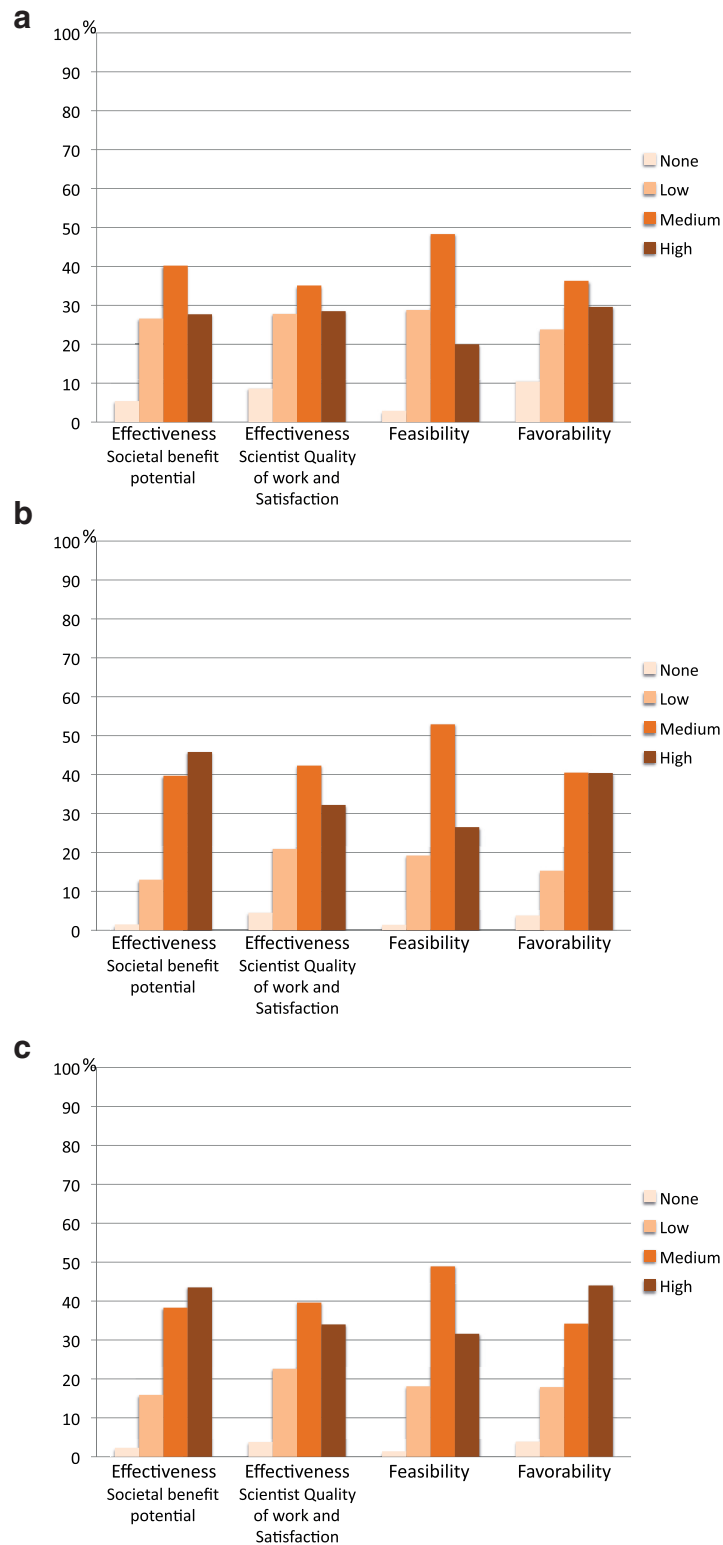 a
%
100
90
80
70
60
50
40
30
20
10
0
None
Low
Medium
High
Effectiveness Effectiveness Feasibility Favorability
Societal benefit Scientist Quality
potential of work and
Satisfaction
b
%
100
90
80
70
60
50
40
30
20
10
0
None
Low
Medium
High
Effectiveness Effectiveness Feasibility Favorability
Societal benefit Scientist Quality
potential of work and
Satisfaction
c
%
100
90
80
70
60
50
40
30
20
10
0
None
Low
Medium
High
Effectiveness Effectiveness Feasibility Favorability
Societal benefit Scientist Quality
potential of work and
Satisfaction